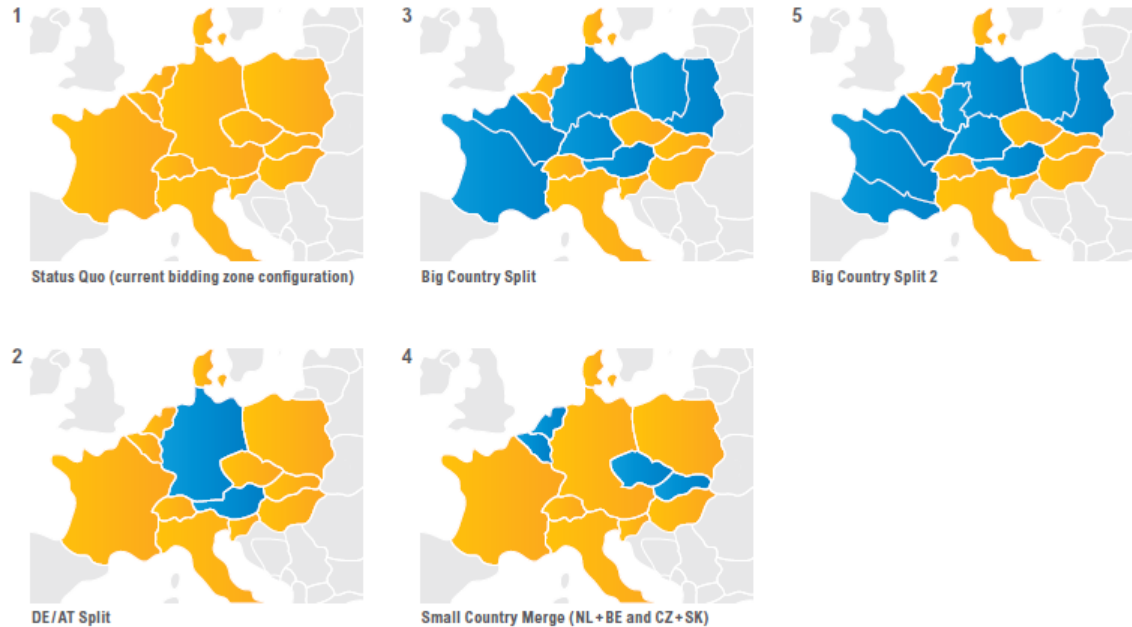 1
3
5
Status Quo (current bidding zone configuration)
Big Country Split
Big Country Split 2
2
4
DE/AT Split
Small Country Merge (NL+BE and CZ+SK)